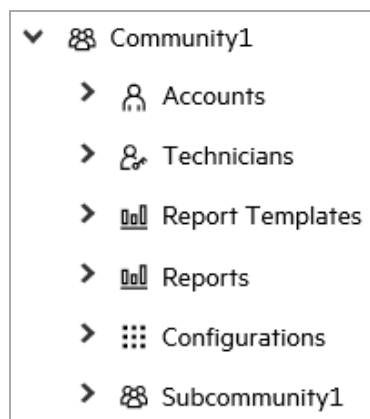 Community1
Accounts
Technicians
Report Templates
Reports
Configurations
Subcommunity1